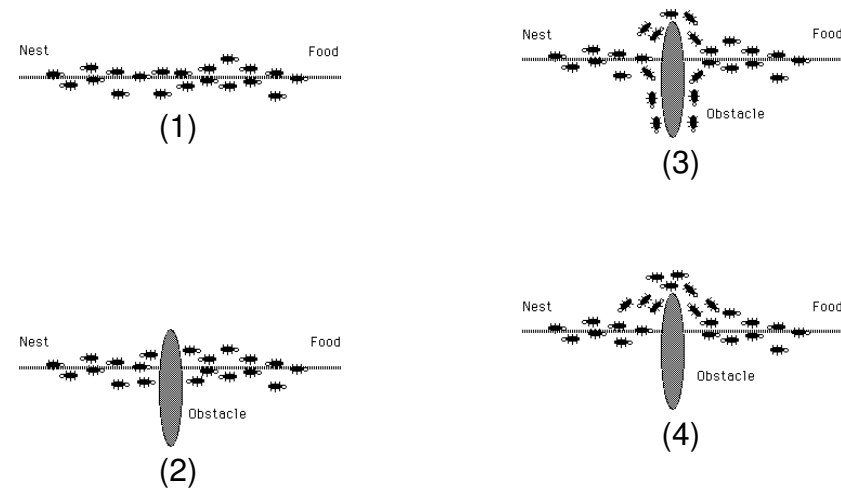 Nest Food
(1)
Nest Food
Obstacle
(2)
Nest Food
Obstacle
(3)
Nest Food
Obstacle
(4)